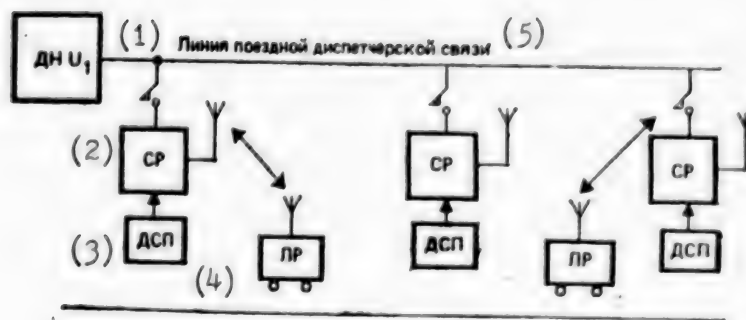 (1) Линия поездной диспетчерской связи (5)
ДН U₁
(2) СР СР СР
(3) ДСП ДСП ДСП
(4) ПР ПР